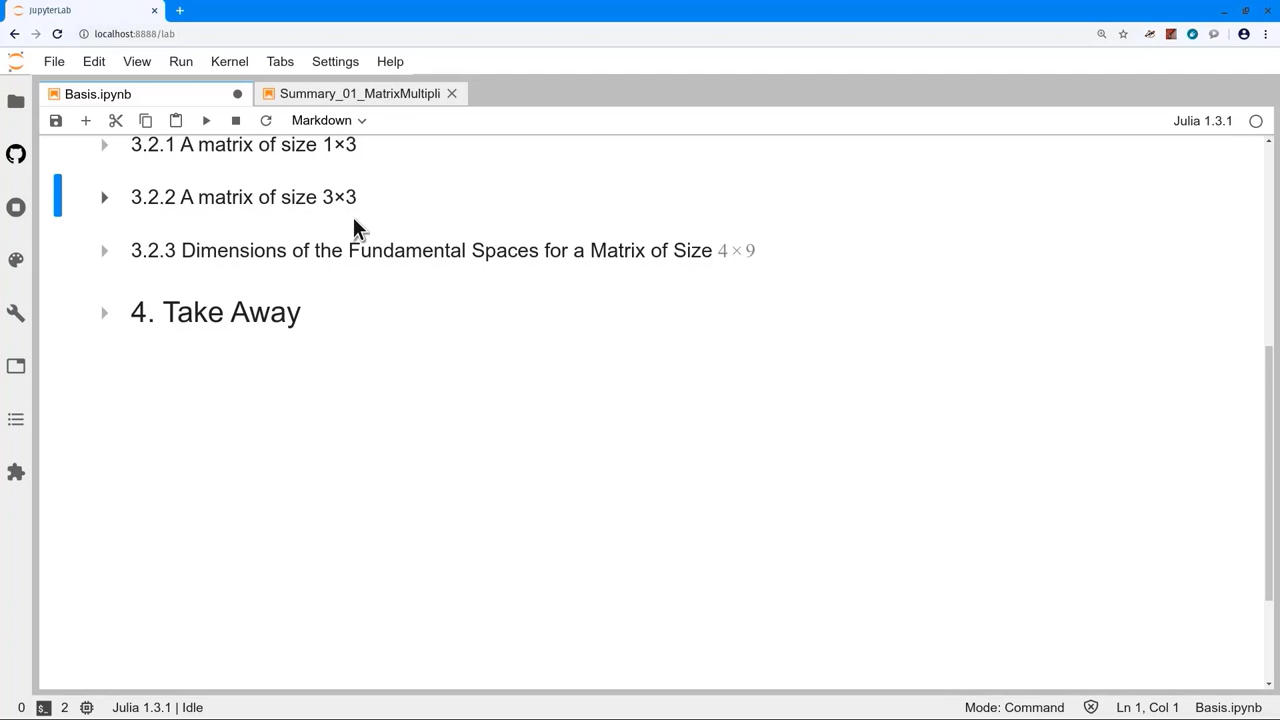 JupyterLab
localhost:8888/lab
File Edit View Run Kernel Tabs Settings Help
Basis.ipynb Summary_01_MatrixMultipli
Markdown Julia 1.3.1
3.2.1 A matrix of size 1×3
3.2.2 A matrix of size 3×3
3.2.3 Dimensions of the Fundamental Spaces for a Matrix of Size 4 × 9
4. Take Away
0 $_ 2 Julia 1.3.1 | Idle Mode: Command Ln 1, Col 1 Basis.ipynb